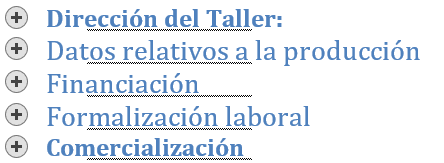 Dirección del Taller:
Datos relativos a la producción
Financiación
Formalización laboral
Comercialización